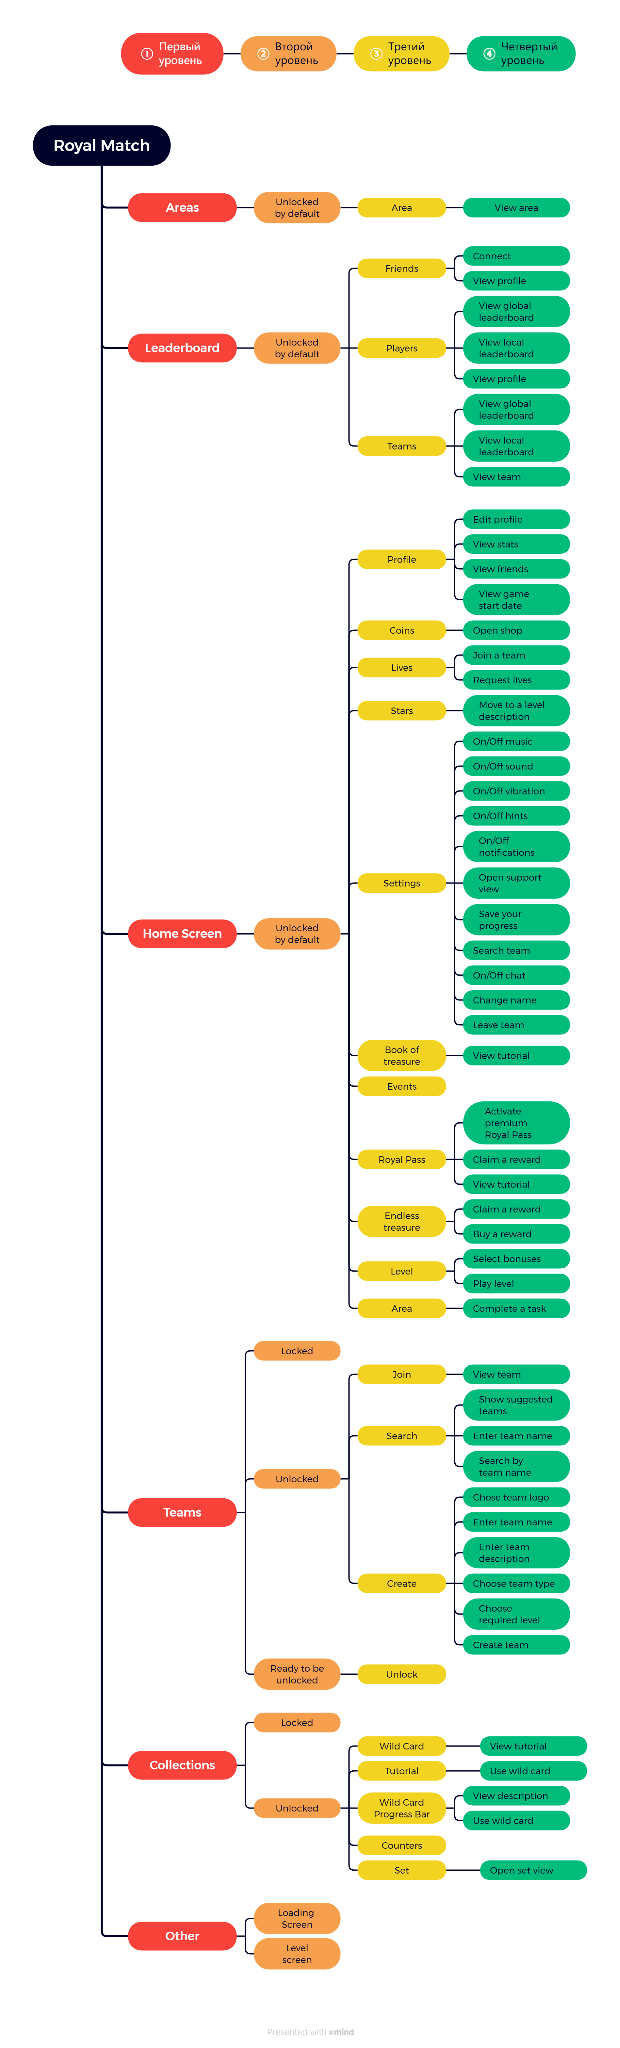 ① Первый
уровень
② Второй
уровень
③ Третий
уровень
④ Четвертый
уровень
Royal Match
Areas
Unlocked
by default
Area
View area
Leaderboard
Unlocked
by default
Friends
Connect
View profile
Players
View global
leaderboard
View local
leaderboard
View profile
Teams
View global
leaderboard
View local
leaderboard
View team
Home Screen
Unlocked
by default
Profile
Edit profile
View stats
View friends
View game
start date
Coins
Open shop
Lives
Join a team
Request lives
Stars
Move to a level
description
Settings
On/Off music
On/Off sound
On/Off vibration
On/Off hints
On/Off
notifications
Open support
view
Save your
progress
Search team
On/Off chat
Change name
Leave team
Book of
treasure
View tutorial
Events
Royal Pass
Activate
premium
Royal Pass
Claim a reward
View tutorial
Endless
treasure
Claim a reward
Buy a reward
Level
Select bonuses
Play level
Area
Complete a task
Teams
Locked
Unlocked
Join
View team
Search
Show suggested
teams
Enter team name
Search by
team name
Create
Chose team logo
Enter team name
Enter team
description
Choose team type
Choose
required level
Create team
Ready to be
unlocked
Unlock
Collections
Locked
Unlocked
Wild Card
View tutorial
Tutorial
Use wild card
Wild Card
Progress Bar
View description
Use wild card
Counters
Set
Open set view
Other
Loading
Screen
Level
screen
Presented with xmind